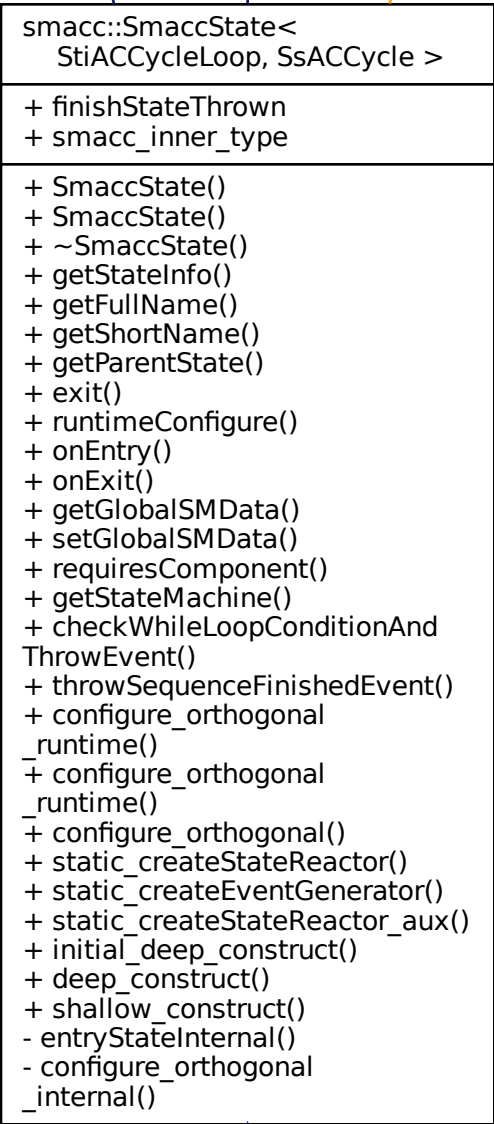 smacc::SmaccState<
StiACCycleLoop, SsACCycle >
+ finishStateThrown
+ smacc_inner_type
+ SmaccState()
+ SmaccState()
+ ~SmaccState()
+ getStateInfo()
+ getFullName()
+ getShortName()
+ getParentState()
+ exit()
+ runtimeConfigure()
+ onEntry()
+ onExit()
+ getGlobalSMData()
+ setGlobalSMData()
+ requiresComponent()
+ getStateMachine()
+ checkWhileLoopConditionAnd
ThrowEvent()
+ throwSequenceFinishedEvent()
+ configure_orthogonal
_runtime()
+ configure_orthogonal
_runtime()
+ configure_orthogonal()
+ static_createStateReactor()
+ static_createEventGenerator()
+ static_createStateReactor_aux()
+ initial_deep_construct()
+ deep_construct()
+ shallow_construct()
- entryStateInternal()
- configure_orthogonal
_internal()